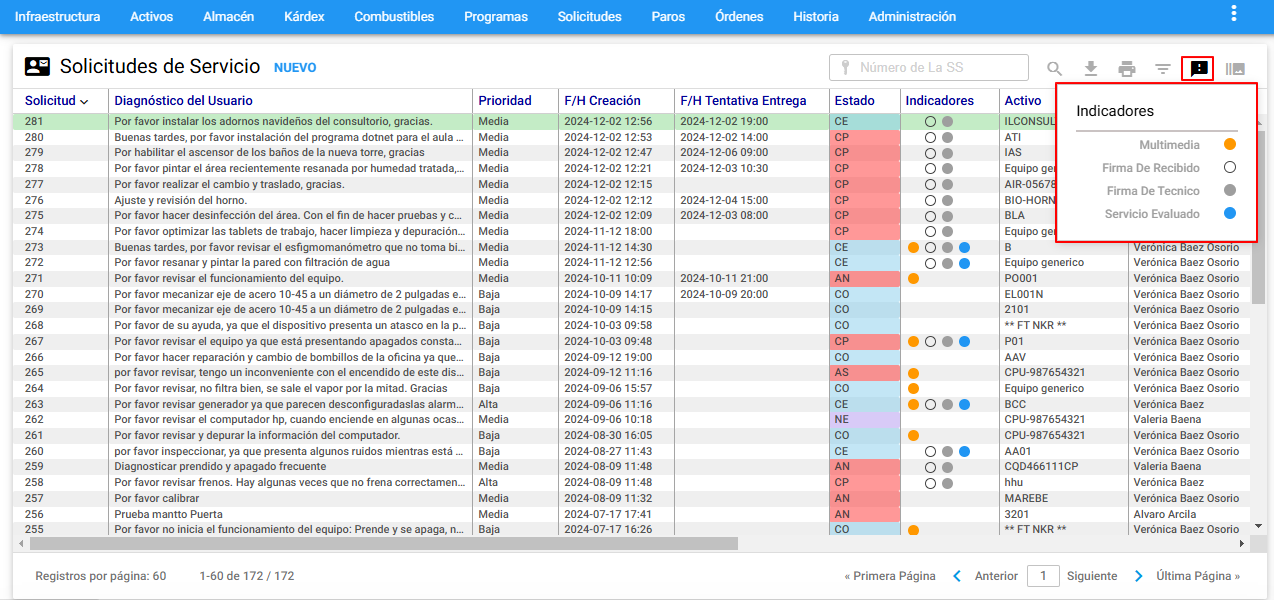 Infraestructura Activos Almacén Kárdex Combustibles Programas Solicitudes Paros Órdenes Historia Administración
Solicitudes de Servicio NUEVO Número de La SS
Solicitud Diagnóstico del Usuario Prioridad F/H Creación F/H Tentativa Entrega Estado Indicadores Activo
Indicadores
Multimedia
Firma De Recibido
Firma De Tecnico
Servicio Evaluado
281 Por favor instalar los adornos navideños del consultorio, gracias. Media 2024-12-02 12:56 2024-12-02 19:00 CE ILCONSUL
280 Buenas tardes, por favor instalación del programa dotnet para el aula ... Media 2024-12-02 12:53 2024-12-02 14:00 CP ATI
279 Por habilitar el ascensor de los baños de la nueva torre, gracias Media 2024-12-02 12:47 2024-12-06 09:00 CP IAS
278 Por favor pintar el área recientemente resanada por humedad tratada,... Media 2024-12-02 12:21 2024-12-03 10:30 CP Equipo gen
277 Por favor realizar el cambio y traslado, gracias. Media 2024-12-02 12:15 CP AIR-05678
276 Ajuste y revisión del horno. Media 2024-12-02 12:12 2024-12-04 15:00 CP BIO-HORN
275 Por favor hacer desinfección del área. Con el fin de hacer pruebas y c... Media 2024-12-02 12:09 2024-12-03 08:00 CP BLA
274 Por favor optimizar las tablets de trabajo, hacer limpieza y depuración... Media 2024-11-12 18:00 CP Equipo gen
273 Buenas tardes, por favor revisar el esfigmomanómetro que no toma bi... Media 2024-11-12 14:30 CE B Verónica Baez Osorio
272 Por favor resanar y pintar la pared con filtración de agua Media 2024-11-12 12:56 CE Equipo generico Verónica Baez Osorio
271 Por favor revisar el funcionamiento del equipo. Media 2024-10-11 10:09 2024-10-11 21:00 AN PO001 Verónica Baez Osorio
270 Por favor mecanizar eje de acero 10-45 a un diámetro de 2 pulgadas e... Baja 2024-10-09 14:17 2024-10-09 20:00 CO EL001N Verónica Baez Osorio
269 Por favor mecanizar eje de acero 10-45 a un diámetro de 2 pulgadas e... Baja 2024-10-09 14:15 CO 2101 Verónica Baez Osorio
268 Por favor de su ayuda, ya que el dispositivo presenta un atasco en la p... Baja 2024-10-03 09:58 CO ** FT NKR ** Verónica Baez Osorio
267 Por favor revisar el equipo ya que está presentando apagados consta... Baja 2024-10-03 09:48 CP P01 Verónica Baez Osorio
266 Por favor hacer reparación y cambio de bombillos de la oficina ya que... Baja 2024-09-12 19:00 CO AAV Verónica Baez Osorio
265 por favor revisar, tengo un inconveniente con el encendido de este dis... Baja 2024-09-12 11:16 AS CPU-987654321 Verónica Baez Osorio
264 Por favor revisar, no filtra bien, se sale el vapor por la mitad. Gracias Baja 2024-09-06 15:57 CO Equipo generico Verónica Baez Osorio
263 Por favor revisar generador ya que parecen desconfiguradaslas alarm... Alta 2024-09-06 11:16 CE BCC Verónica Baez
262 Por favor revisar el computador hp, cuando enciende en algunas ocas... Media 2024-09-06 10:18 NE CPU-987654321 Valeria Baena
261 Por favor revisar y depurar la información del computador. Baja 2024-08-30 16:05 CO CPU-987654321 Verónica Baez Osorio
260 por favor inspeccionar, ya que presenta algunos ruidos mientras está ... Baja 2024-08-27 11:43 CE AA01 Verónica Baez Osorio
259 Diagnosticar prendido y apagado frecuente Media 2024-08-09 11:48 AN CQD466111CP Valeria Baena
258 Por favor revisar frenos. Hay algunas veces que no frena correctamen... Alta 2024-08-09 11:48 CP hhu Verónica Baez
257 Por favor calibrar Media 2024-08-09 11:32 AN MAREBE Verónica Baez Osorio
256 Prueba mantto Puerta Media 2024-07-17 17:41 AN 3201 Alvaro Arcila
255 Por favor no inicia el funcionamiento del equipo: Prende y se apaga, n... Baja 2024-07-17 16:26 CO ** FT NKR ** Verónica Baez Osorio
Registros por página: 60 1-60 de 172 / 172 « Primera Página Anterior 1 Siguiente Última Página »